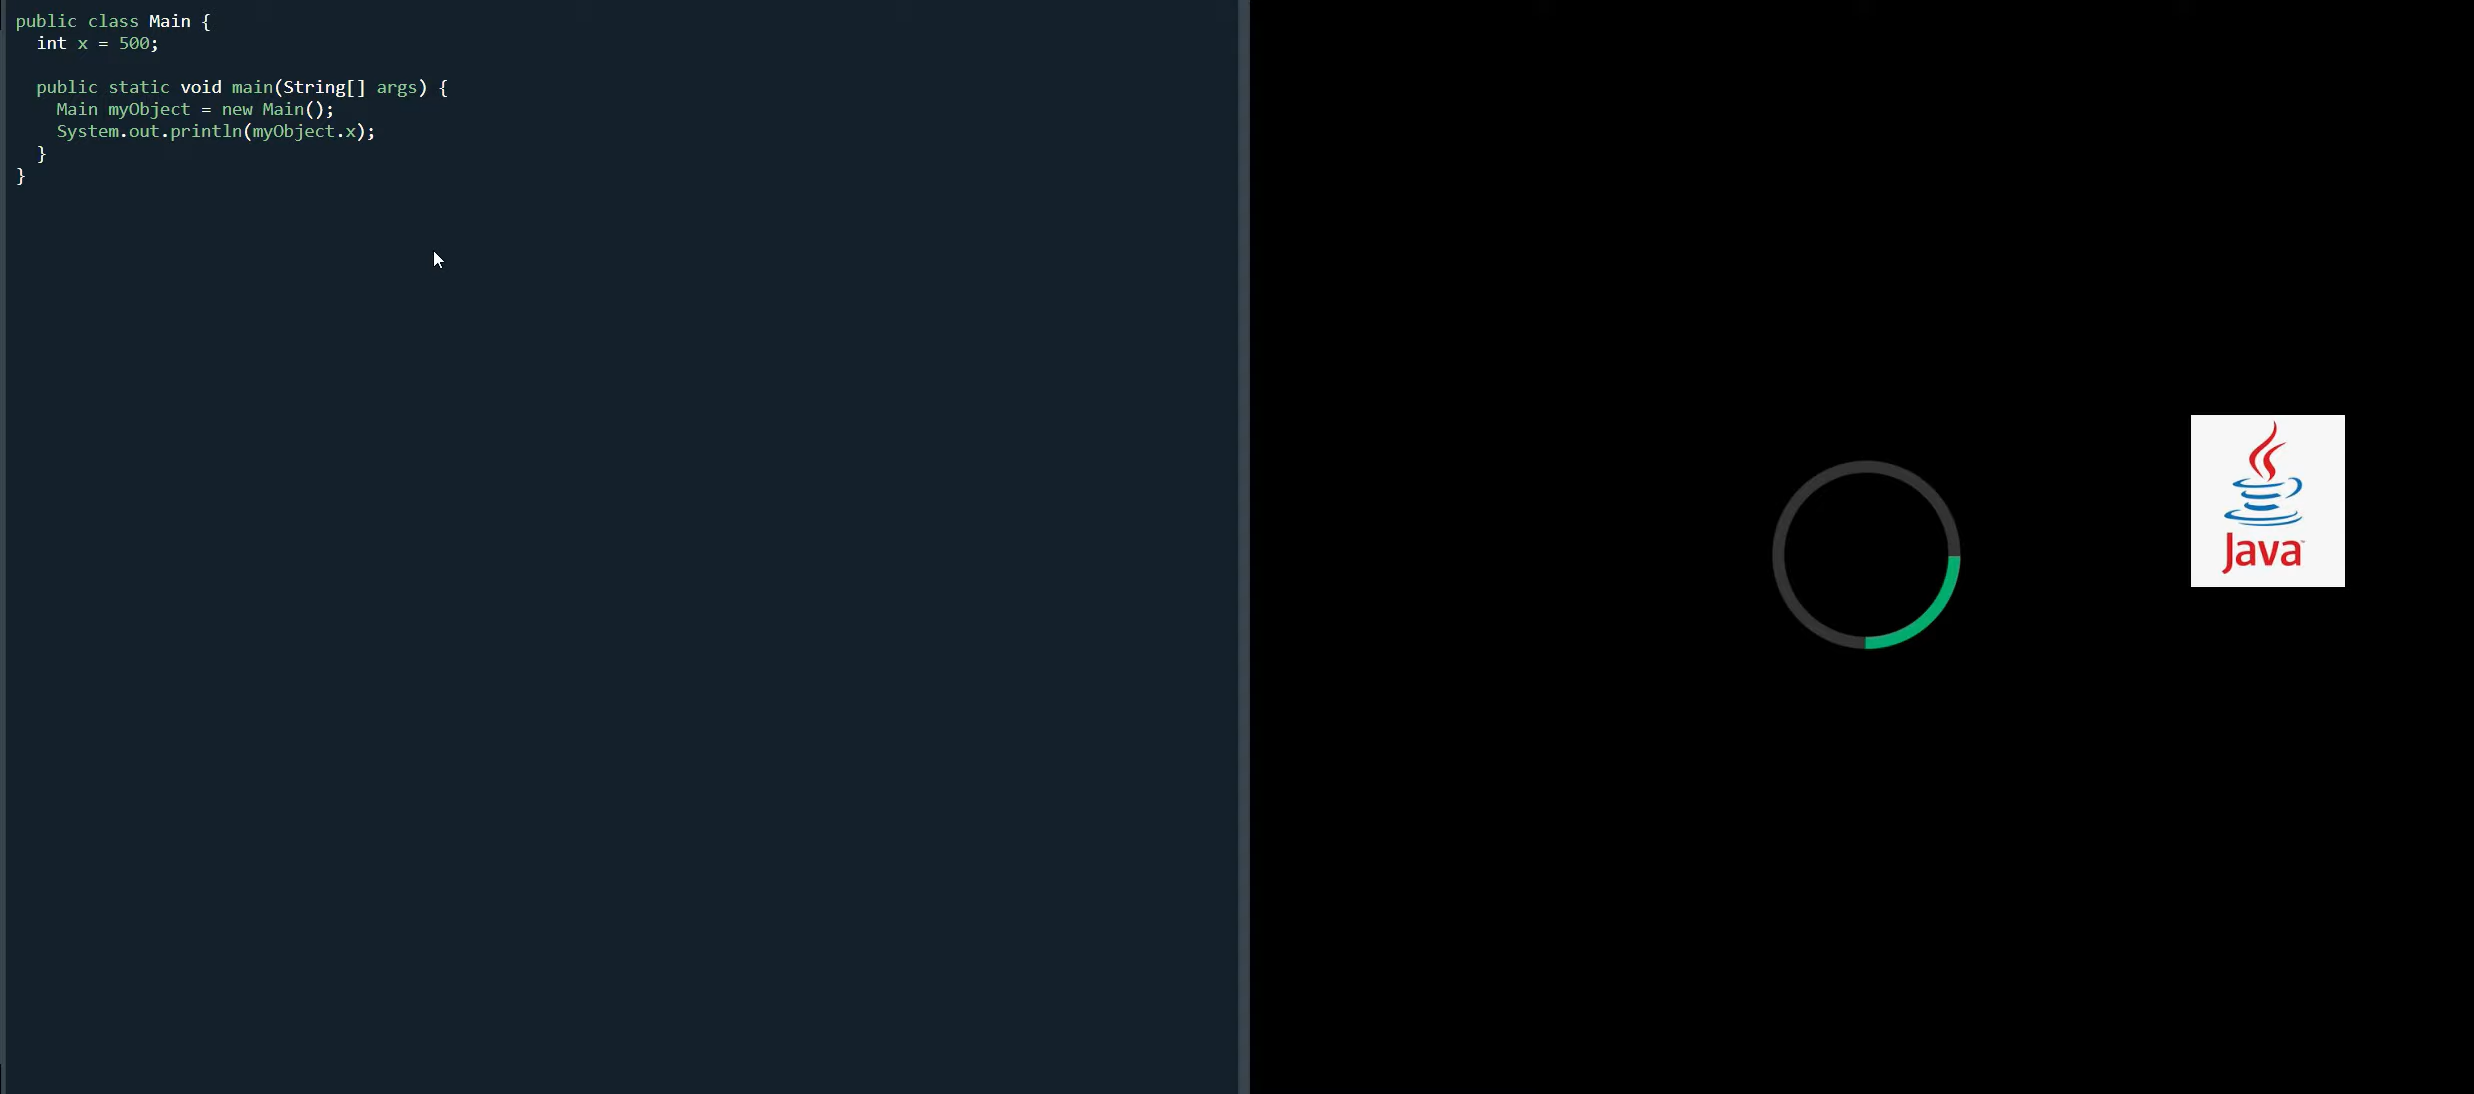 public class Main {
  int x = 500;

  public static void main(String[] args) {
    Main myObject = new Main();
    System.out.println(myObject.x);
  }
}
Java